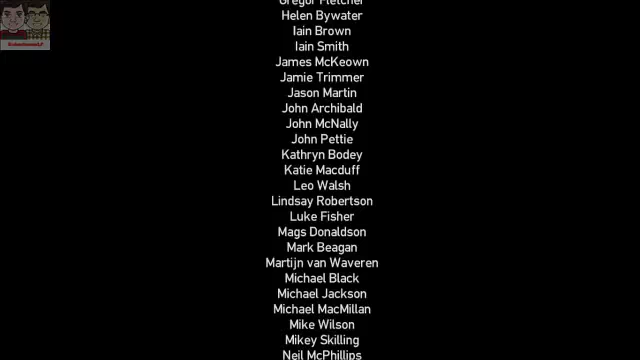 Gregor Fletcher
Helen Bywater
Iain Brown
Iain Smith
James McKeown
Jamie Trimmer
Jason Martin
John Archibald
John McNally
John Pettie
Kathryn Bodey
Katie Macduff
Leo Walsh
Lindsay Robertson
Luke Fisher
Mags Donaldson
Mark Beagan
Martijn van Waveren
Michael Black
Michael Jackson
Michael MacMillan
Mike Wilson
Mikey Skilling
Neil McPhillips